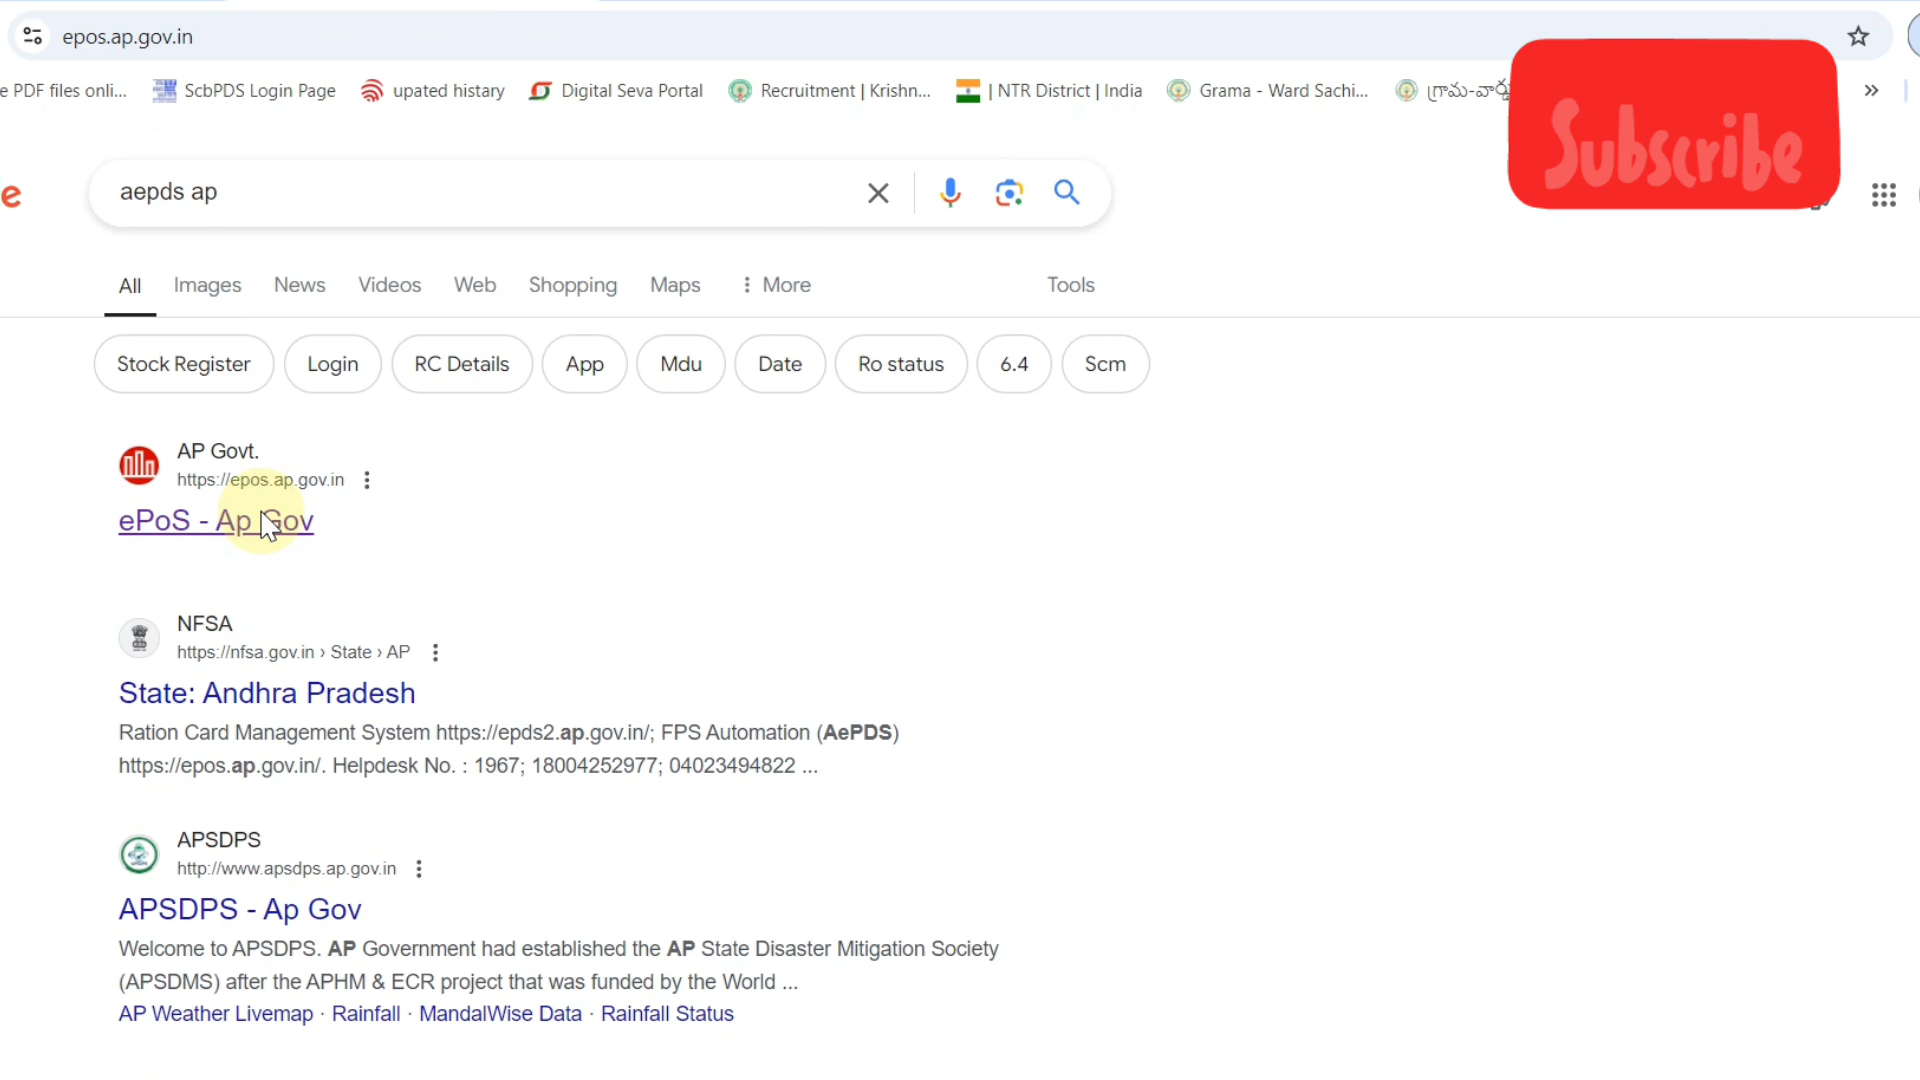 epos.ap.gov.in
e PDF files onli...
ScbPDS Login Page
upated histary
Digital Seva Portal
Recruitment | Krishn...
| NTR District | India
Grama - Ward Sachi...
గ్రామ-వార్డు
»
Subscribe
e
aepds ap
All
Images
News
Videos
Web
Shopping
Maps
More
Tools
Stock Register
Login
RC Details
App
Mdu
Date
Ro status
6.4
Scm
AP Govt.
https://epos.ap.gov.in
ePoS - Ap Gov
NFSA
https://nfsa.gov.in › State › AP
State: Andhra Pradesh
Ration Card Management System https://epds2.ap.gov.in/; FPS Automation (AePDS)
https://epos.ap.gov.in/. Helpdesk No. : 1967; 18004252977; 04023494822 ...
APSDPS
http://www.apsdps.ap.gov.in
APSDPS - Ap Gov
Welcome to APSDPS. AP Government had established the AP State Disaster Mitigation Society
(APSDMS) after the APHM & ECR project that was funded by the World ...
AP Weather Livemap · Rainfall · MandalWise Data · Rainfall Status